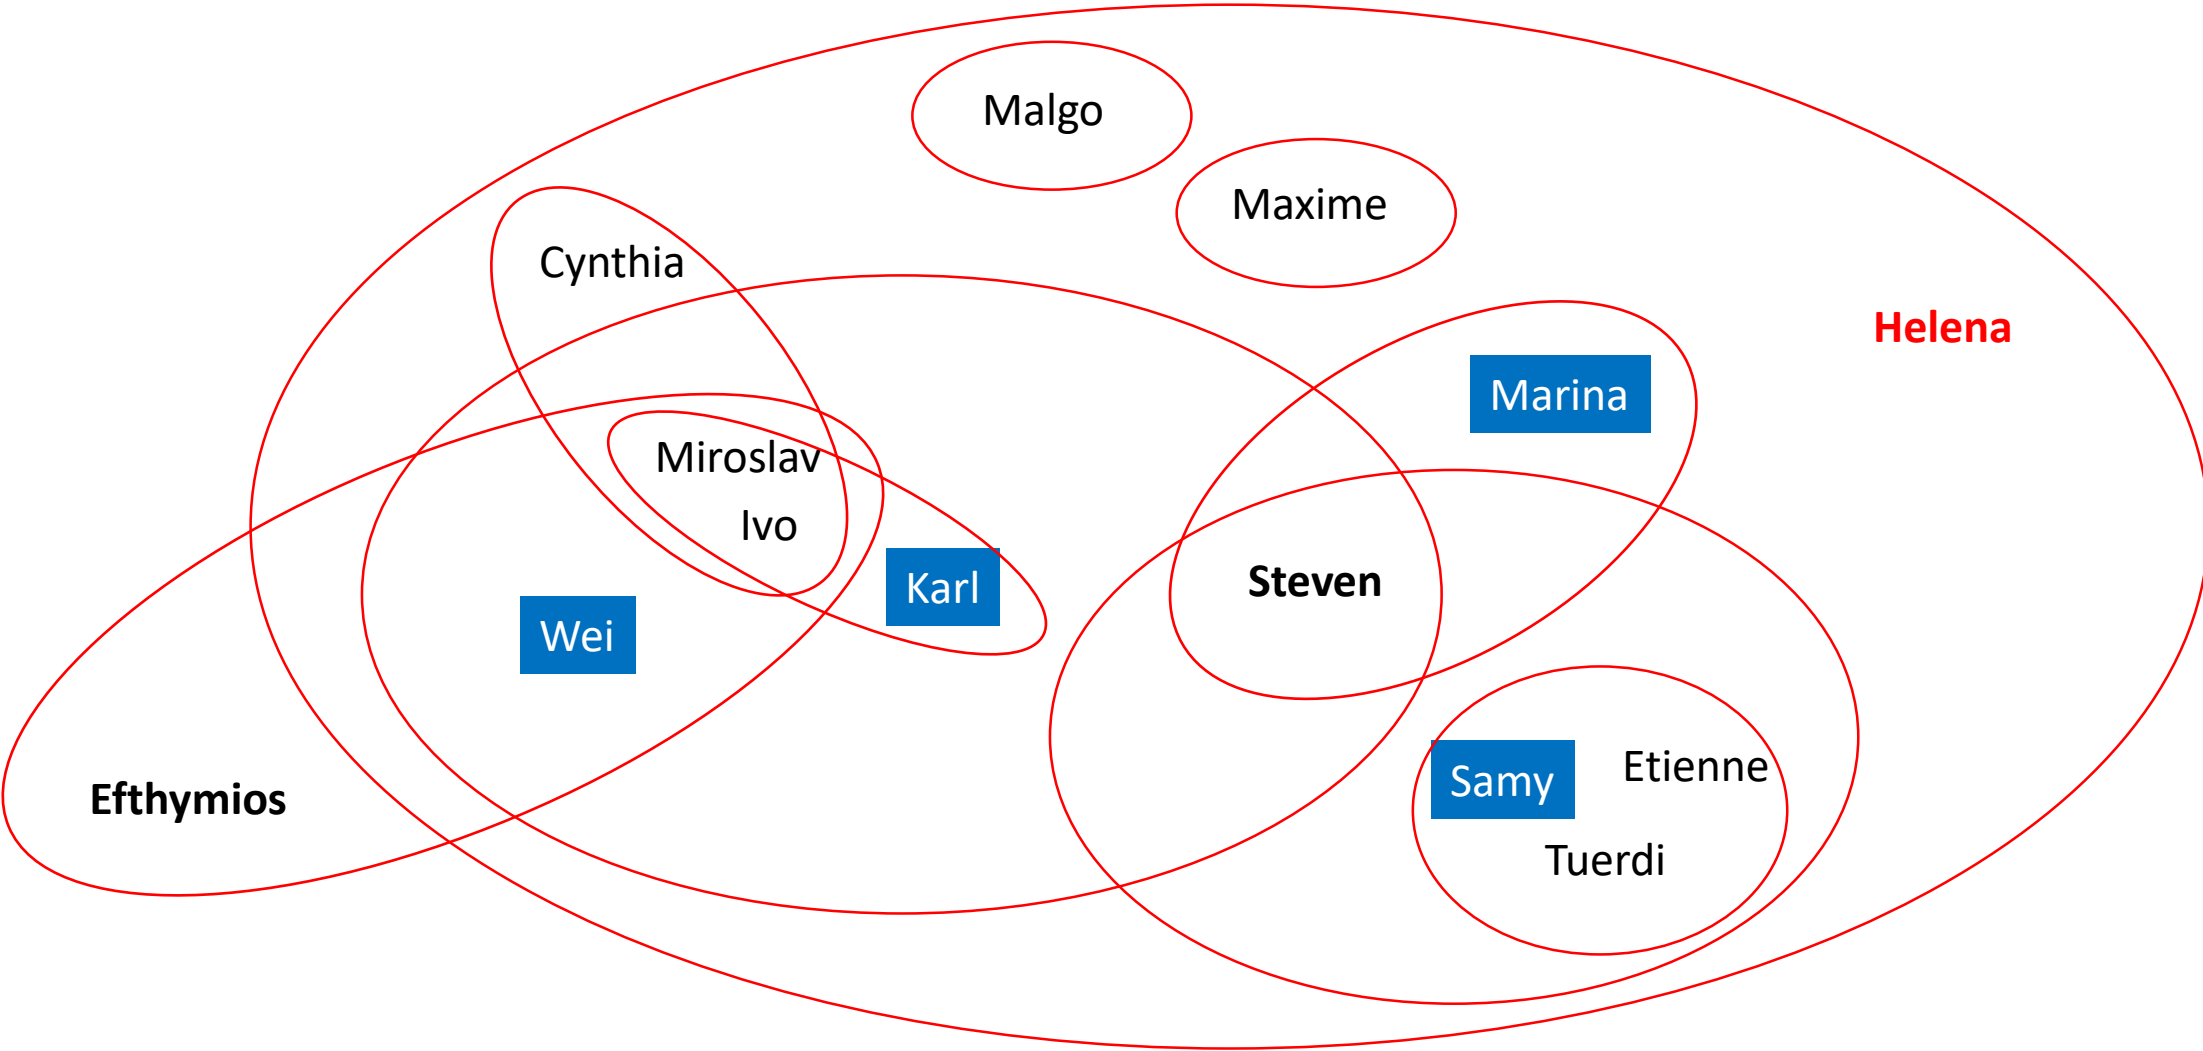 Malgo
Maxime
Cynthia
Helena
Marina
Miroslav
Ivo
Steven
Karl
Wei
Etienne
Samy
Efthymios
Tuerdi